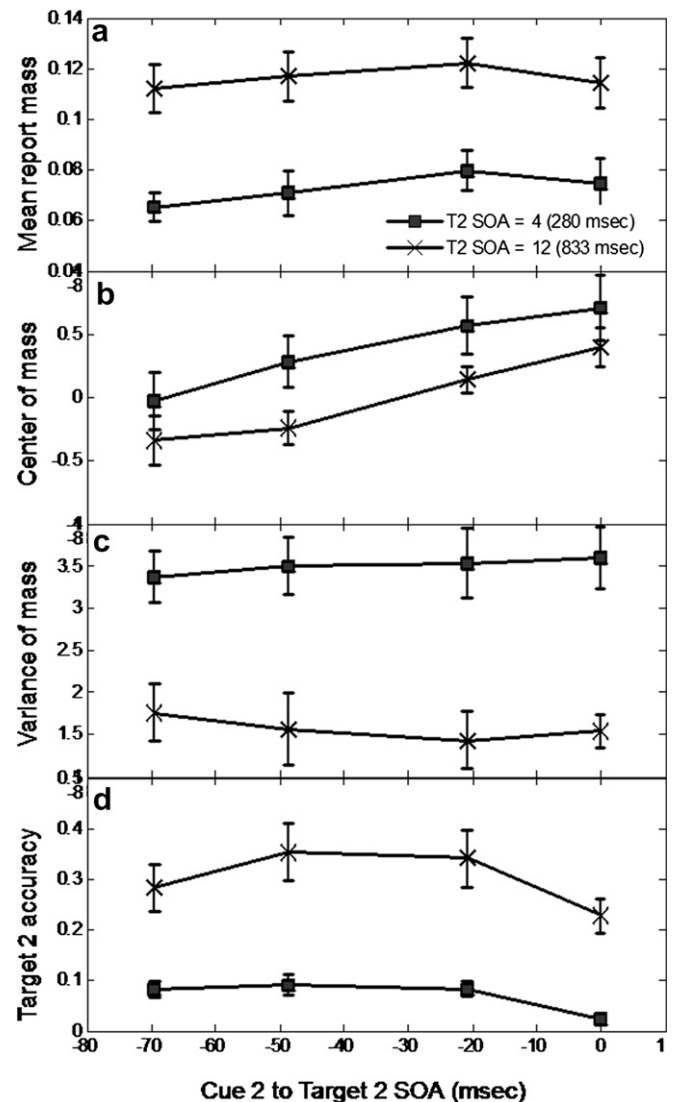 a
0.14
0.12
0.1
0.08
0.06
0.04
Mean report mass
T2 SOA = 4 (280 msec)
T2 SOA = 12 (833 msec)
-8
b
0.5
0
-0.5
Center of mass
-8
c
3.5
3
2.5
2
1.5
Variance of mass
-8
d
0.4
0.3
0.2
0.1
0
Target 2 accuracy
-80 -70 -60 -50 -40 -30 -20 -10 0 1
Cue 2 to Target 2 SOA (msec)